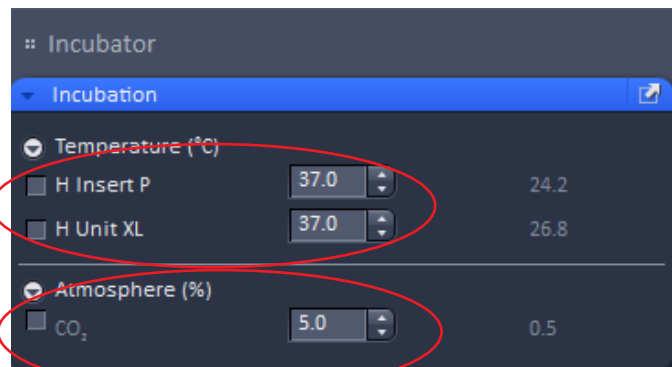 Incubator
Incubation
Temperature (°C)
H Insert P 37.0 24.2
H Unit XL 37.0 26.8
Atmosphere (%)
CO₂ 5.0 0.5